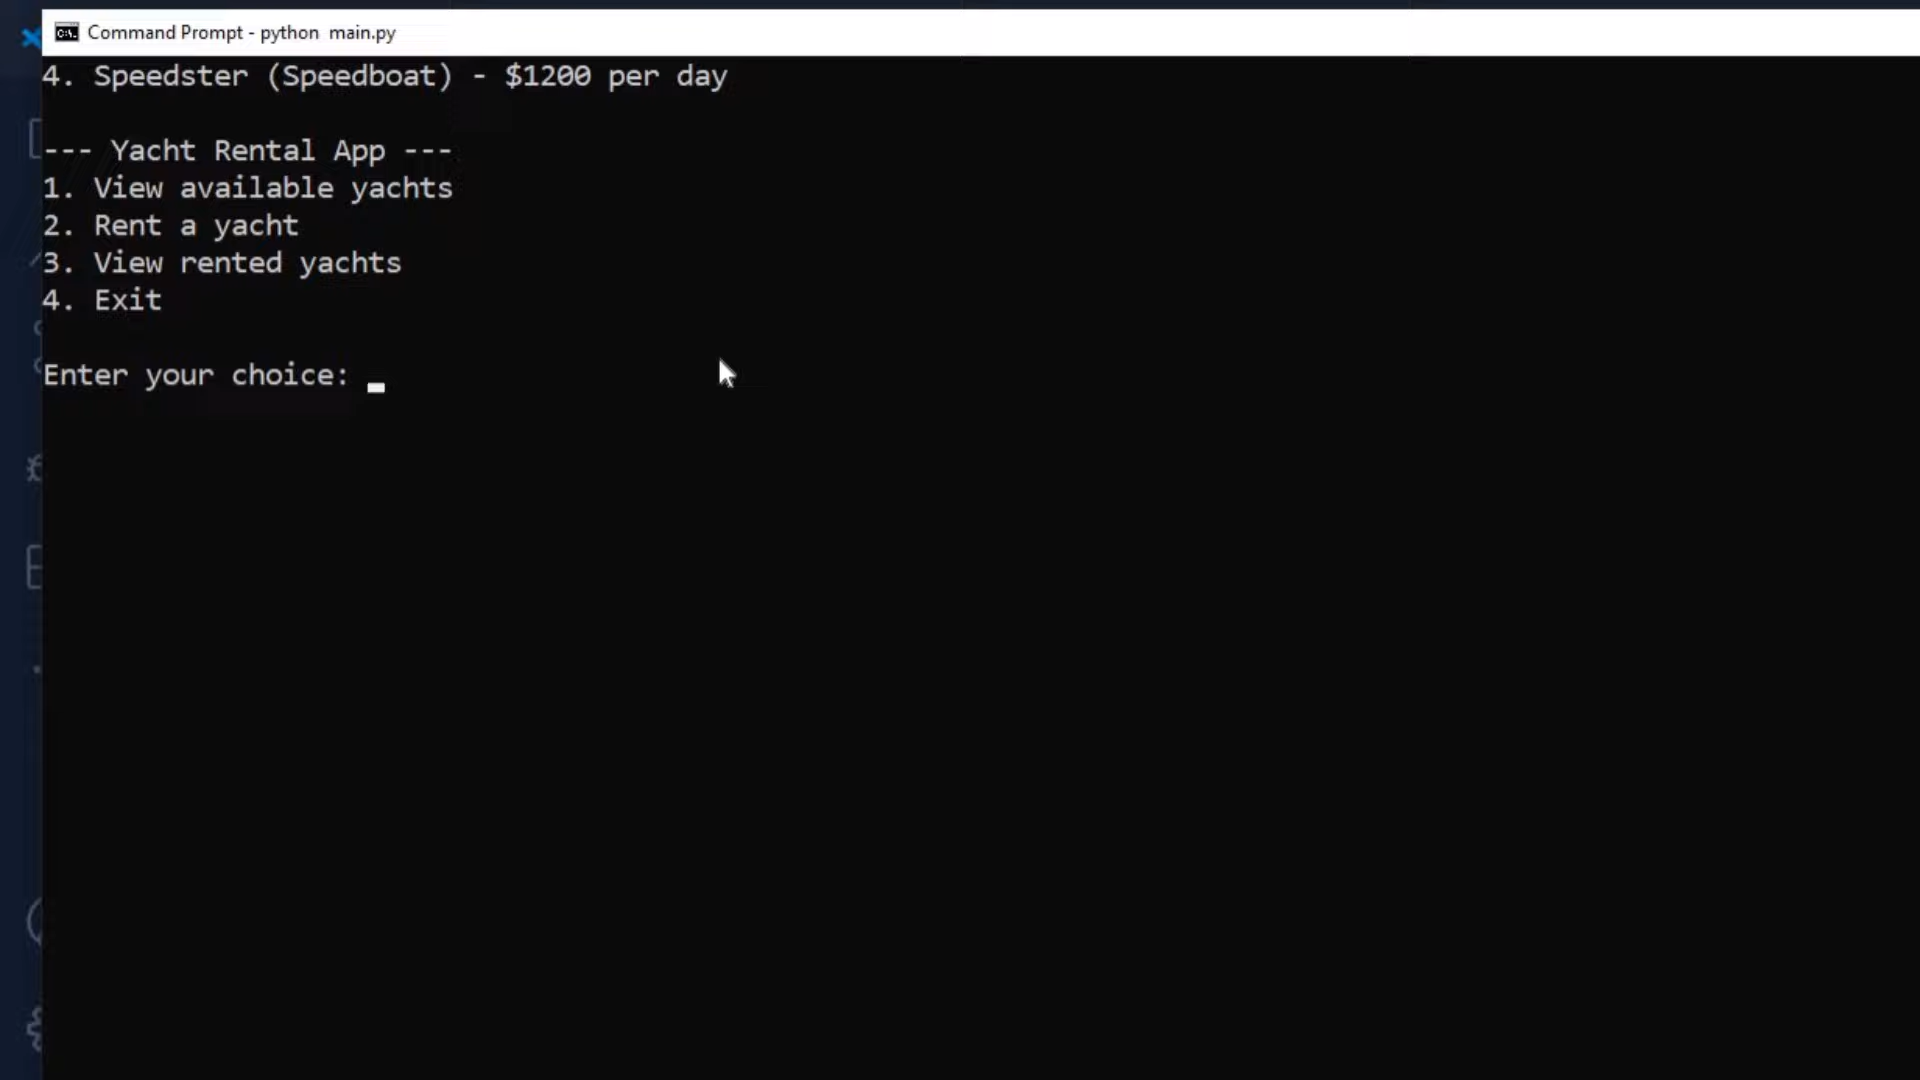 Command Prompt - python  main.py
4. Speedster (Speedboat) - $1200 per day
--- Yacht Rental App ---
1. View available yachts
2. Rent a yacht
3. View rented yachts
4. Exit
Enter your choice: